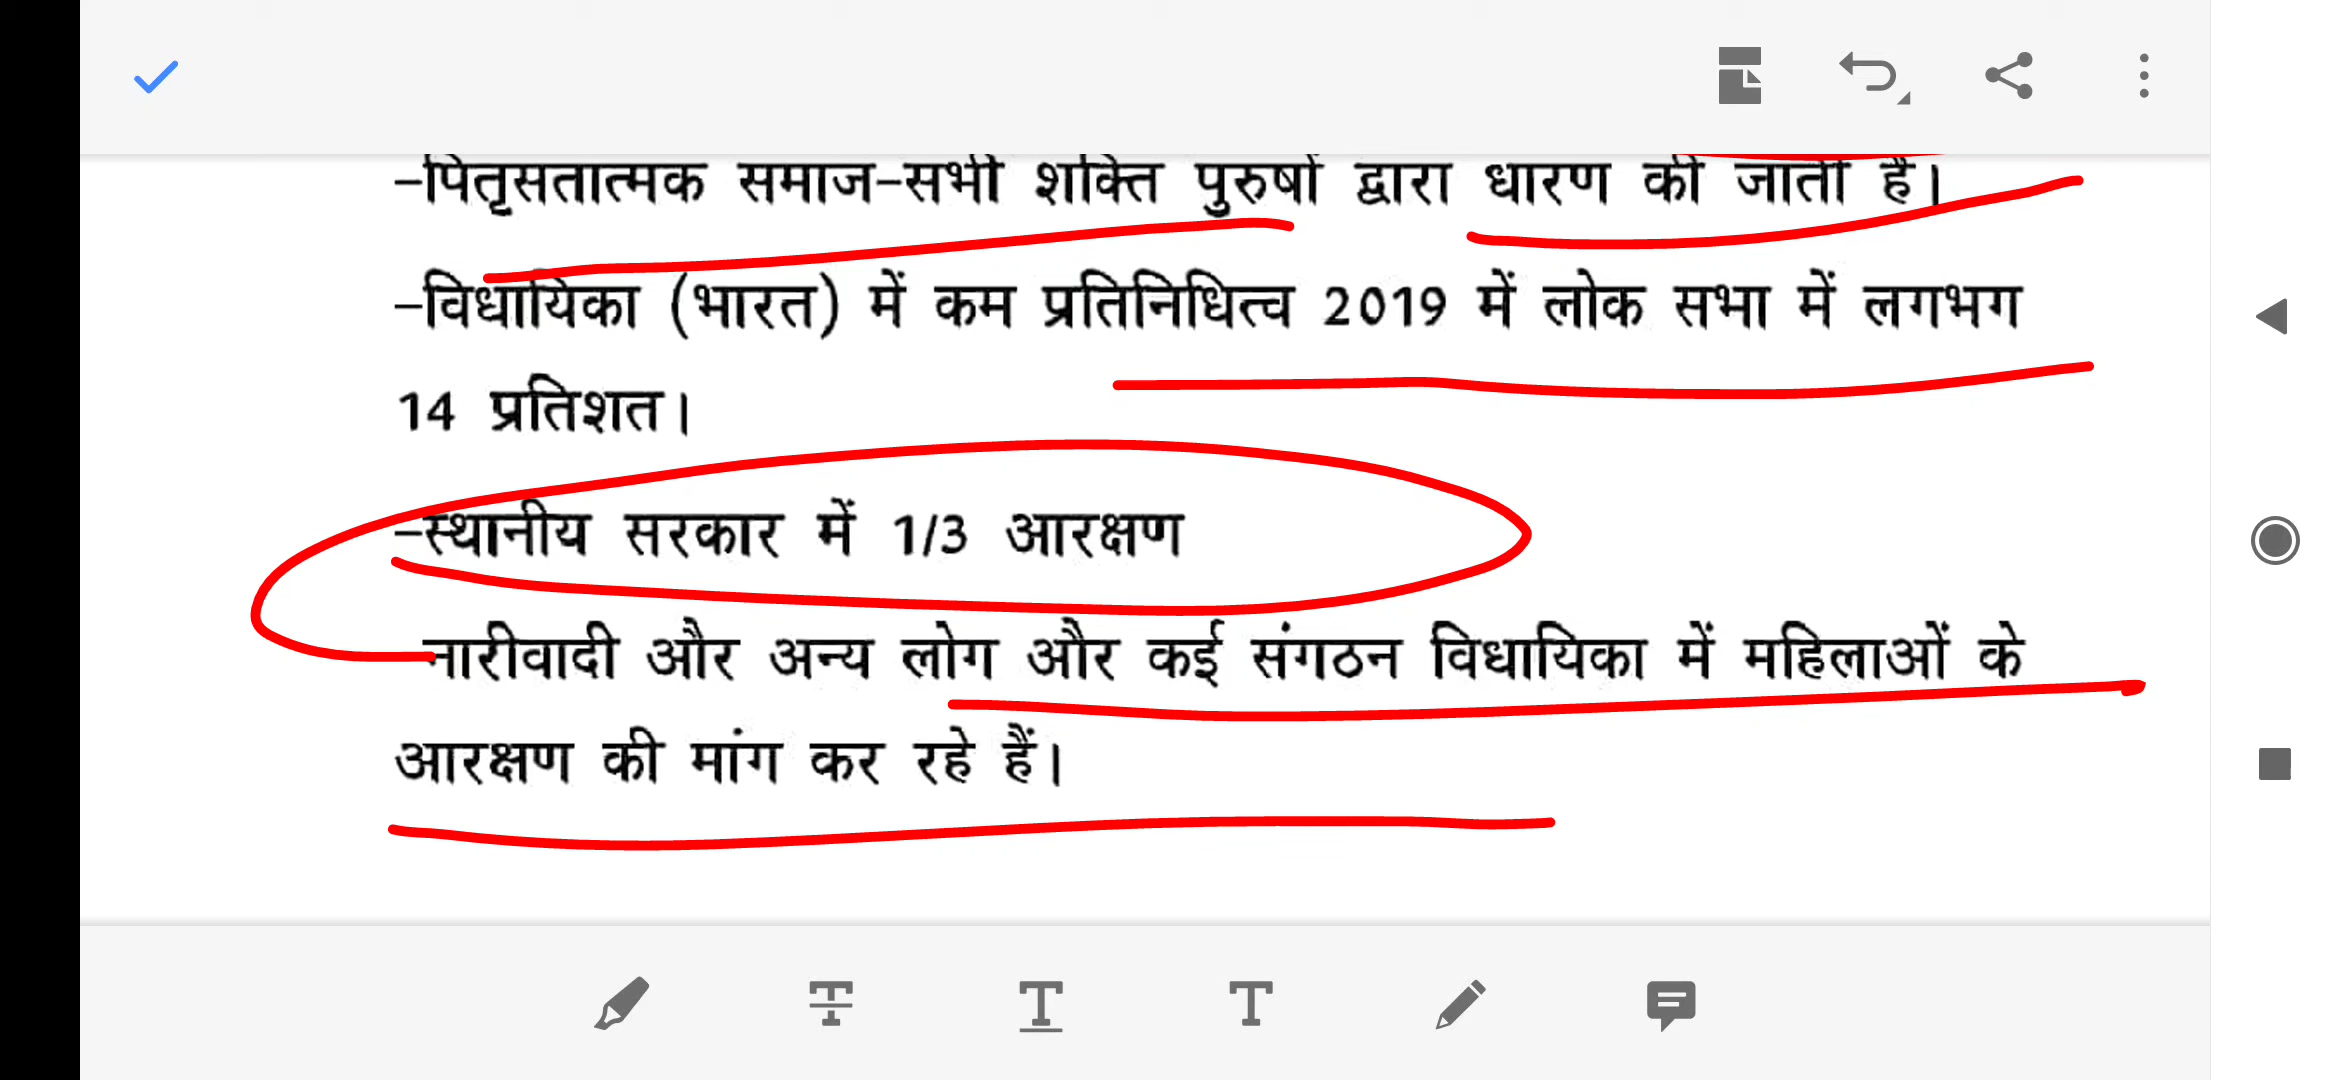 –पितृसतात्मक समाज–सभी शक्ति पुरुषों द्वारा धारण की जाती है।
–विधायिका (भारत) में कम प्रतिनिधित्व 2019 में लोक सभा में लगभग
14 प्रतिशत।
–स्थानीय सरकार में 1/3 आरक्षण
नारीवादी और अन्य लोग और कई संगठन विधायिका में महिलाओं के
आरक्षण की मांग कर रहे हैं।